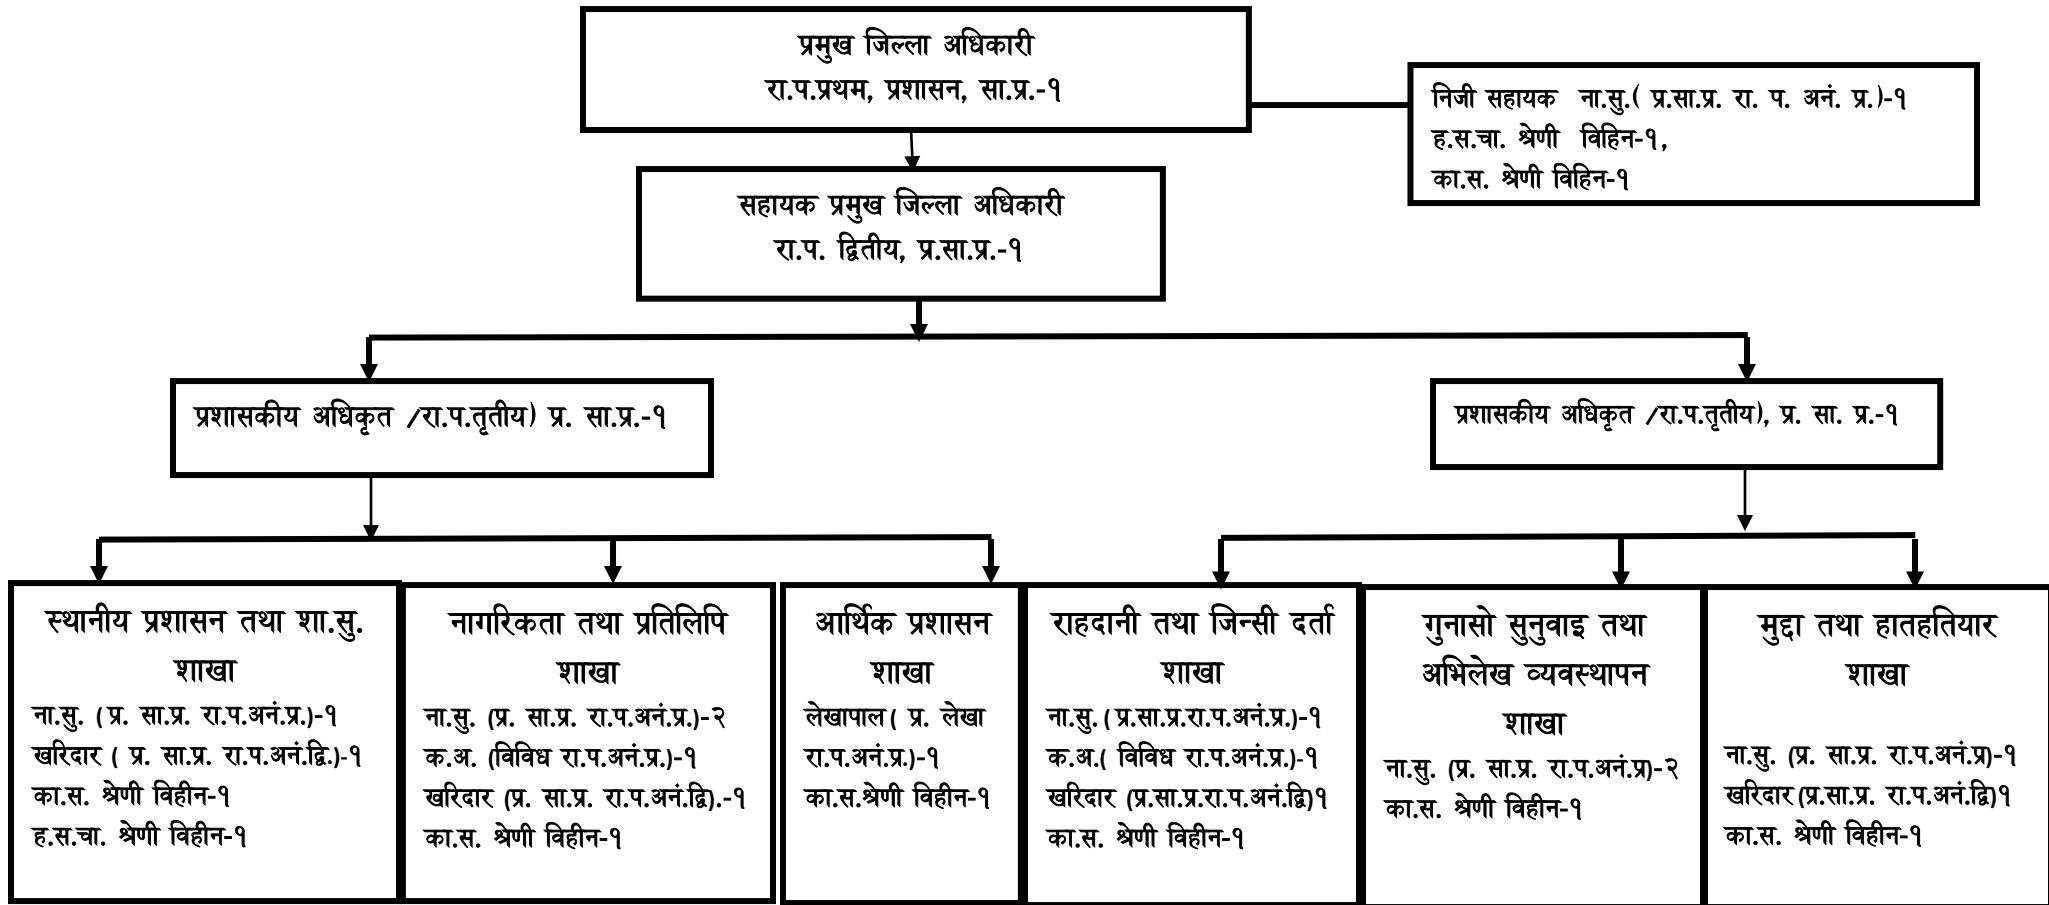 प्रमुख जिल्ला अधिकारी
रा.प.प्रथम, प्रशासन, सा.प्र.-१
निजी सहायक ना.सु.( प्र.सा.प्र. रा. प. अनं. प्र.)-१
ह.स.चा. श्रेणी विहिन-१,
का.स. श्रेणी विहिन-१
सहायक प्रमुख जिल्ला अधिकारी
रा.प. द्वितीय, प्र.सा.प्र.-१
प्रशासकीय अधिकृत /रा.प.तृतीय) प्र. सा.प्र.-१
प्रशासकीय अधिकृत /रा.प.तृतीय), प्र. सा. प्र.-१
स्थानीय प्रशासन तथा शा.सु.
शाखा
ना.सु. ( प्र. सा.प्र. रा.प.अनं.प्र.)-१
खरिदार ( प्र. सा.प्र. रा.प.अनं.द्वि.)-१
का.स. श्रेणी विहीन-१
ह.स.चा. श्रेणी विहीन-१
नागरिकता तथा प्रतिलिपि
शाखा
ना.सु. (प्र. सा.प्र. रा.प.अनं.प्र.)-२
क.अ. (विविध रा.प.अनं.प्र.)-१
खरिदार (प्र. सा.प्र. रा.प.अनं.द्वि).-१
का.स. श्रेणी विहीन-१
आर्थिक प्रशासन
शाखा
लेखापाल ( प्र. लेखा
रा.प.अनं.प्र.)-१
का.स.श्रेणी विहीन-१
राहदानी तथा जिन्सी दर्ता
शाखा
ना.सु. ( प्र.सा.प्र.रा.प.अनं.प्र.)-१
क.अ.( विविध रा.प.अनं.प्र.)-१
खरिदार (प्र.सा.प्र.रा.प.अनं.द्वि)१
का.स. श्रेणी विहीन-१
गुनासो सुनुवाइ तथा
अभिलेख व्यवस्थापन
शाखा
ना.सु. (प्र. सा.प्र. रा.प.अनं.प्र)-२
का.स. श्रेणी विहीन-१
मुद्दा तथा हातहतियार
शाखा
ना.सु. (प्र. सा.प्र. रा.प.अनं.प्र)-१
खरिदार (प्र.सा.प्र. रा.प.अनं.द्वि)१
का.स. श्रेणी विहीन-१